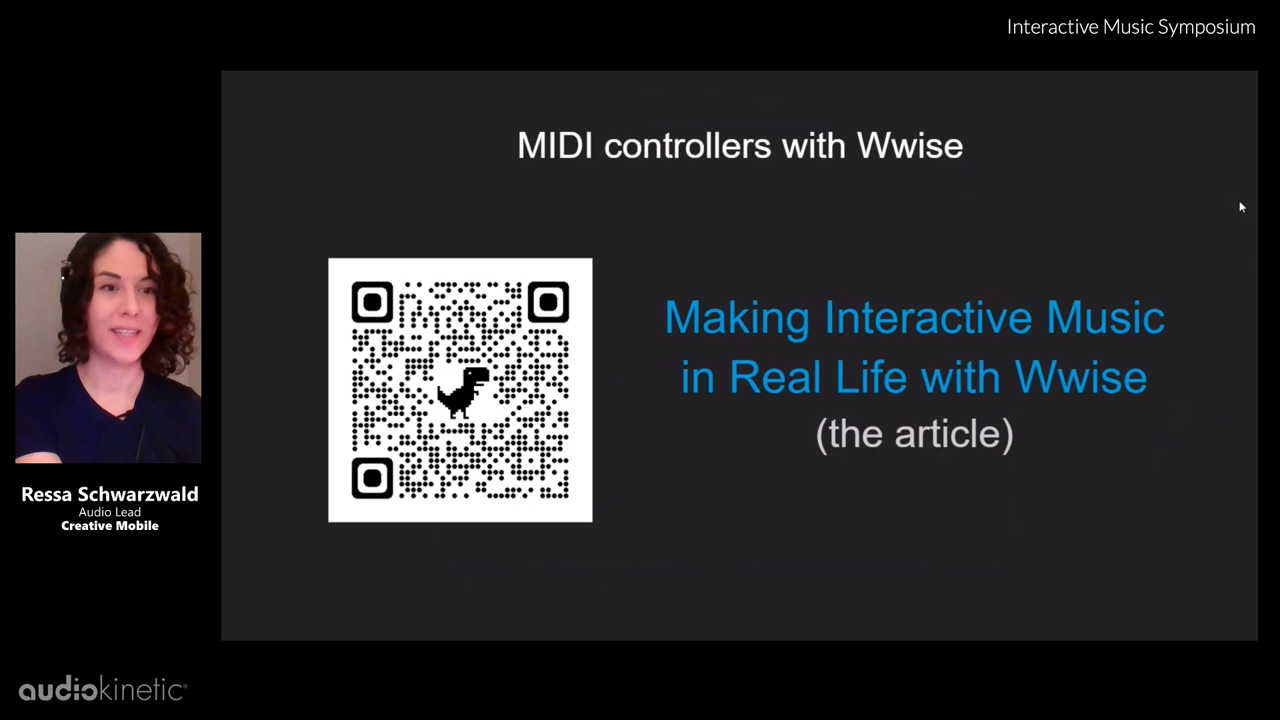 Interactive Music Symposium
MIDI controllers with Wwise
Making Interactive Music
in Real Life with Wwise
(the article)
Ressa Schwarzwald
Audio Lead
Creative Mobile
audiokinetic